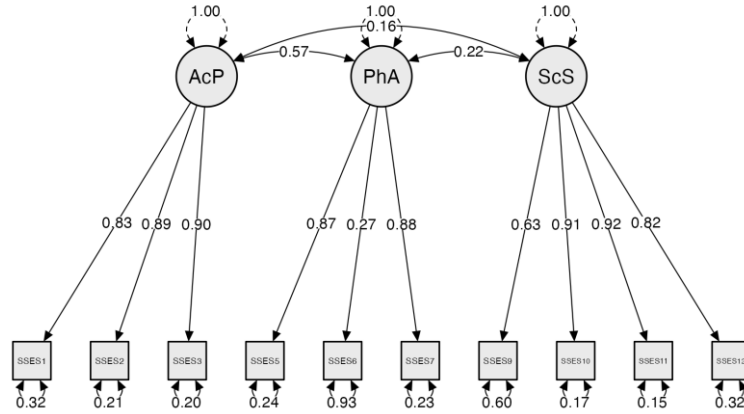 1.00 1.00 1.00
0.16
0.57 0.22
AcP PhA ScS
0.83 0.89 0.90 0.87 0.27 0.88 0.63 0.91 0.92 0.82
SSES1 SSES2 SSES3 SSES5 SSES6 SSES7 SSES9 SSES10 SSES11 SSES12
0.32 0.21 0.20 0.24 0.93 0.23 0.60 0.17 0.15 0.32